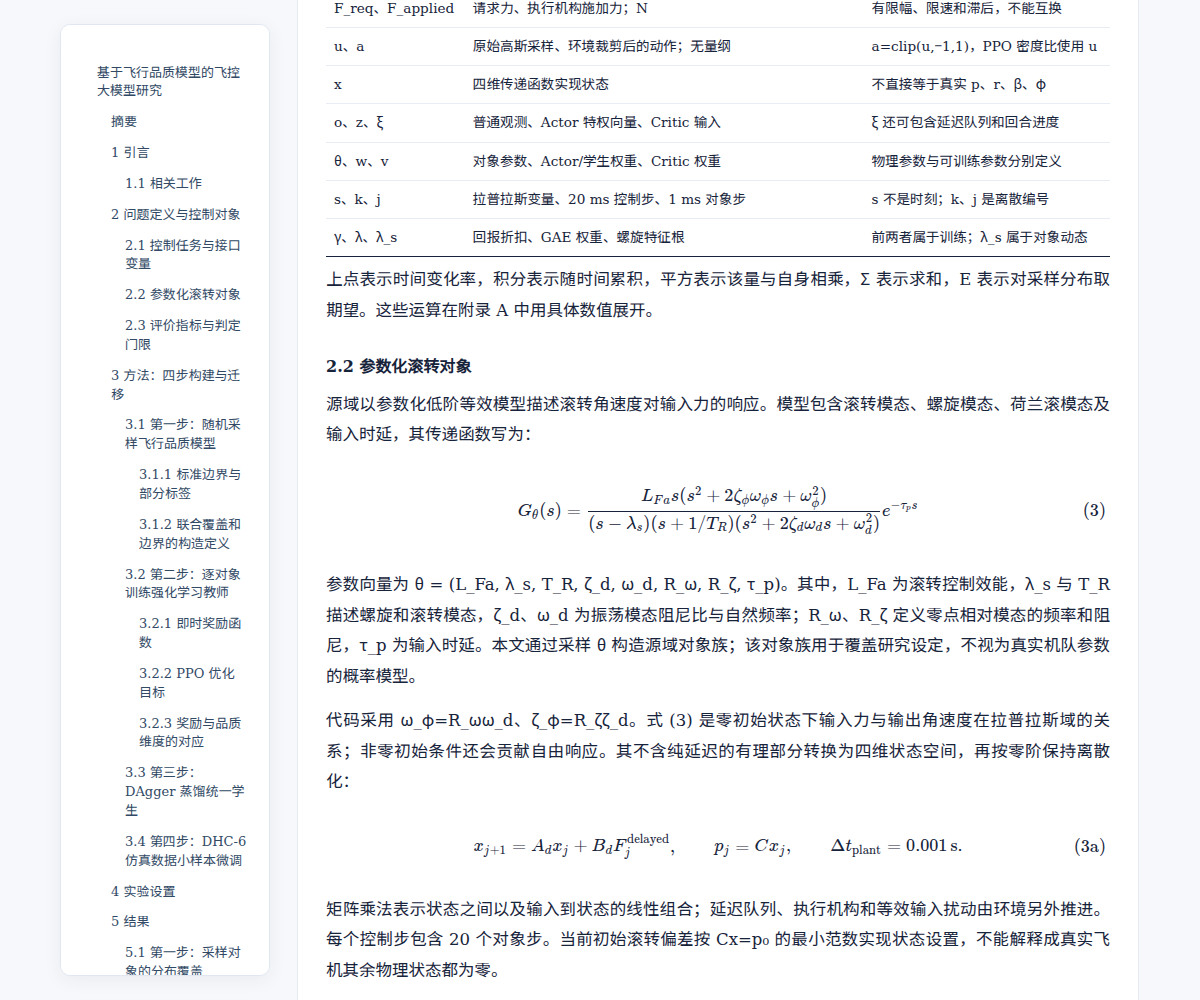 基于飞行品质模型的飞控
大模型研究
摘要
1 引言
1.1 相关工作
2 问题定义与控制对象
2.1 控制任务与接口
变量
2.2 参数化滚转对象
2.3 评价指标与判定
门限
3 方法：四步构建与迁
移
3.1 第一步：随机采
样飞行品质模型
3.1.1 标准边界与
部分标签
3.1.2 联合覆盖和
边界的构造定义
3.2 第二步：逐对象
训练强化学习教师
3.2.1 即时奖励函
数
3.2.2 PPO 优化
目标
3.2.3 奖励与品质
维度的对应
3.3 第三步：
DAgger 蒸馏统一学
生
3.4 第四步：DHC-6
仿真数据小样本微调
4 实验设置
5 结果
5.1 第一步：采样对
象的分布覆盖
F_req、F_applied 请求力、执行机构施加力；N 有限幅、限速和滞后，不能互换
u、a 原始高斯采样、环境裁剪后的动作；无量纲 a=clip(u,−1,1)，PPO 密度比使用 u
x 四维传递函数实现状态 不直接等于真实 p、r、β、ϕ
o、z、ξ 普通观测、Actor 特权向量、Critic 输入 ξ 还可包含延迟队列和回合进度
θ、w、v 对象参数、Actor/学生权重、Critic 权重 物理参数与可训练参数分别定义
s、k、j 拉普拉斯变量、20 ms 控制步、1 ms 对象步 s 不是时刻；k、j 是离散编号
γ、λ、λ_s 回报折扣、GAE 权重、螺旋特征根 前两者属于训练；λ_s 属于对象动态
上点表示时间变化率，积分表示随时间累积，平方表示该量与自身相乘，Σ 表示求和，E 表示对采样分布取
期望。这些运算在附录 A 中用具体数值展开。
2.2 参数化滚转对象
源域以参数化低阶等效模型描述滚转角速度对输入力的响应。模型包含滚转模态、螺旋模态、荷兰滚模态及
输入时延，其传递函数写为：
G_θ(s) = \frac{L_{Fa}s(s^2 + 2ζ_ϕω_ϕs + ω_ϕ^2)}{(s − λ_s)(s + 1/T_R)(s^2 + 2ζ_dω_ds + ω_d^2)} e^{−τ_ps} (3)
参数向量为 θ = (L_Fa, λ_s, T_R, ζ_d, ω_d, R_ω, R_ζ, τ_p)。其中，L_Fa 为滚转控制效能，λ_s 与 T_R
描述螺旋和滚转模态，ζ_d、ω_d 为振荡模态阻尼比与自然频率；R_ω、R_ζ 定义零点相对模态的频率和阻
尼，τ_p 为输入时延。本文通过采样 θ 构造源域对象族；该对象族用于覆盖研究设定，不视为真实机队参数
的概率模型。
代码采用 ω_ϕ=R_ωω_d、ζ_ϕ=R_ζζ_d。式 (3) 是零初始状态下输入力与输出角速度在拉普拉斯域的关
系；非零初始条件还会贡献自由响应。其不含纯延迟的有理部分转换为四维状态空间，再按零阶保持离散
化：
x_{j+1} = A_dx_j + B_dF_j^{delayed}, p_j = Cx_j, Δt_{plant} = 0.001 s. (3a)
矩阵乘法表示状态之间以及输入到状态的线性组合；延迟队列、执行机构和等效输入扰动由环境另外推进。
每个控制步包含 20 个对象步。当前初始滚转偏差按 Cx=p₀ 的最小范数实现状态设置，不能解释成真实飞
机其余物理状态都为零。